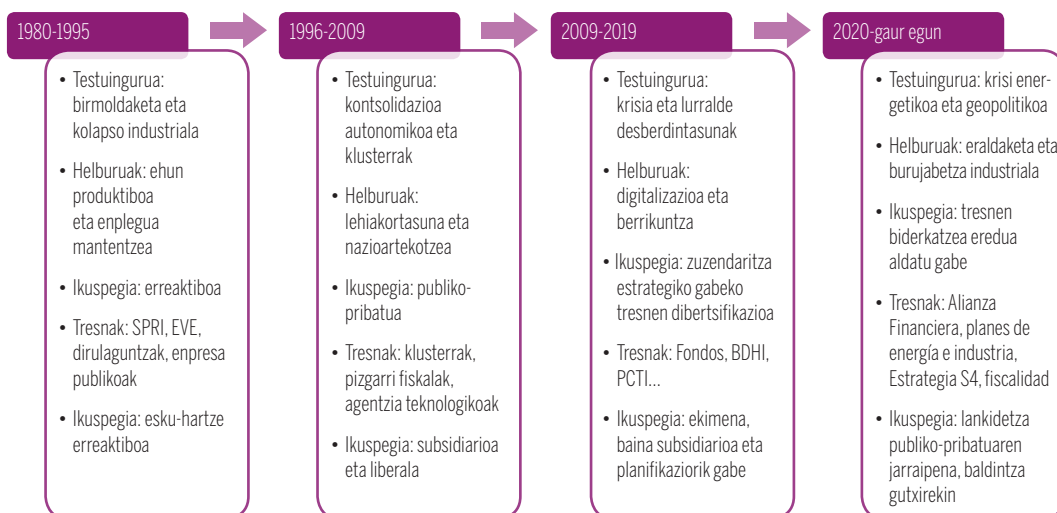 1980-1995
• Testuingurua:
birmoldaketa eta
kolapso industriala
• Helburuak: ehun
produktiboa
eta enplegua
mantentzea
• Ikuspegia: erreaktiboa
• Tresnak: SPRI, EVE,
dirulaguntzak, enpresa
publikoak
• Ikuspegia: esku-hartze
erreaktiboa
1996-2009
• Testuingurua:
kontsolidazioa
autonomikoa eta
klusterrak
• Helburuak:
lehiakortasuna eta
nazioartekotzea
• Ikuspegia: publiko-
pribatua
• Tresnak: klusterrak,
pizgarri fiskalak,
agentzia teknologikoak
• Ikuspegia: subsidiarioa
eta liberala
2009-2019
• Testuingurua:
krisia eta lurralde
desberdintasunak
• Helburuak:
digitalizazioa eta
berrikuntza
• Ikuspegia: zuzendaritza
estrategiko gabeko
tresnen dibertsifikazioa
• Tresnak: Fondos, BDHI,
PCTI...
• Ikuspegia: ekimena,
baina subsidiarioa eta
planifikaziorik gabe
2020-gaur egun
• Testuingurua: krisi ener-
getikoa eta geopolitikoa
• Helburuak: eraldaketa eta
burujabetza industriala
• Ikuspegia: tresnen
biderkatzea eredua
aldatu gabe
• Tresnak: Alianza
Financiera, planes de
energía e industria,
Estrategia S4, fiscalidad
• Ikuspegia: lankidetza
publiko-pribatuaren
jarraipena, baldintza
gutxirekin